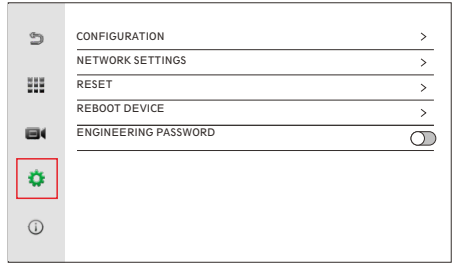 CONFIGURATION
NETWORK SETTINGS
RESET
REBOOT DEVICE
ENGINEERING PASSWORD